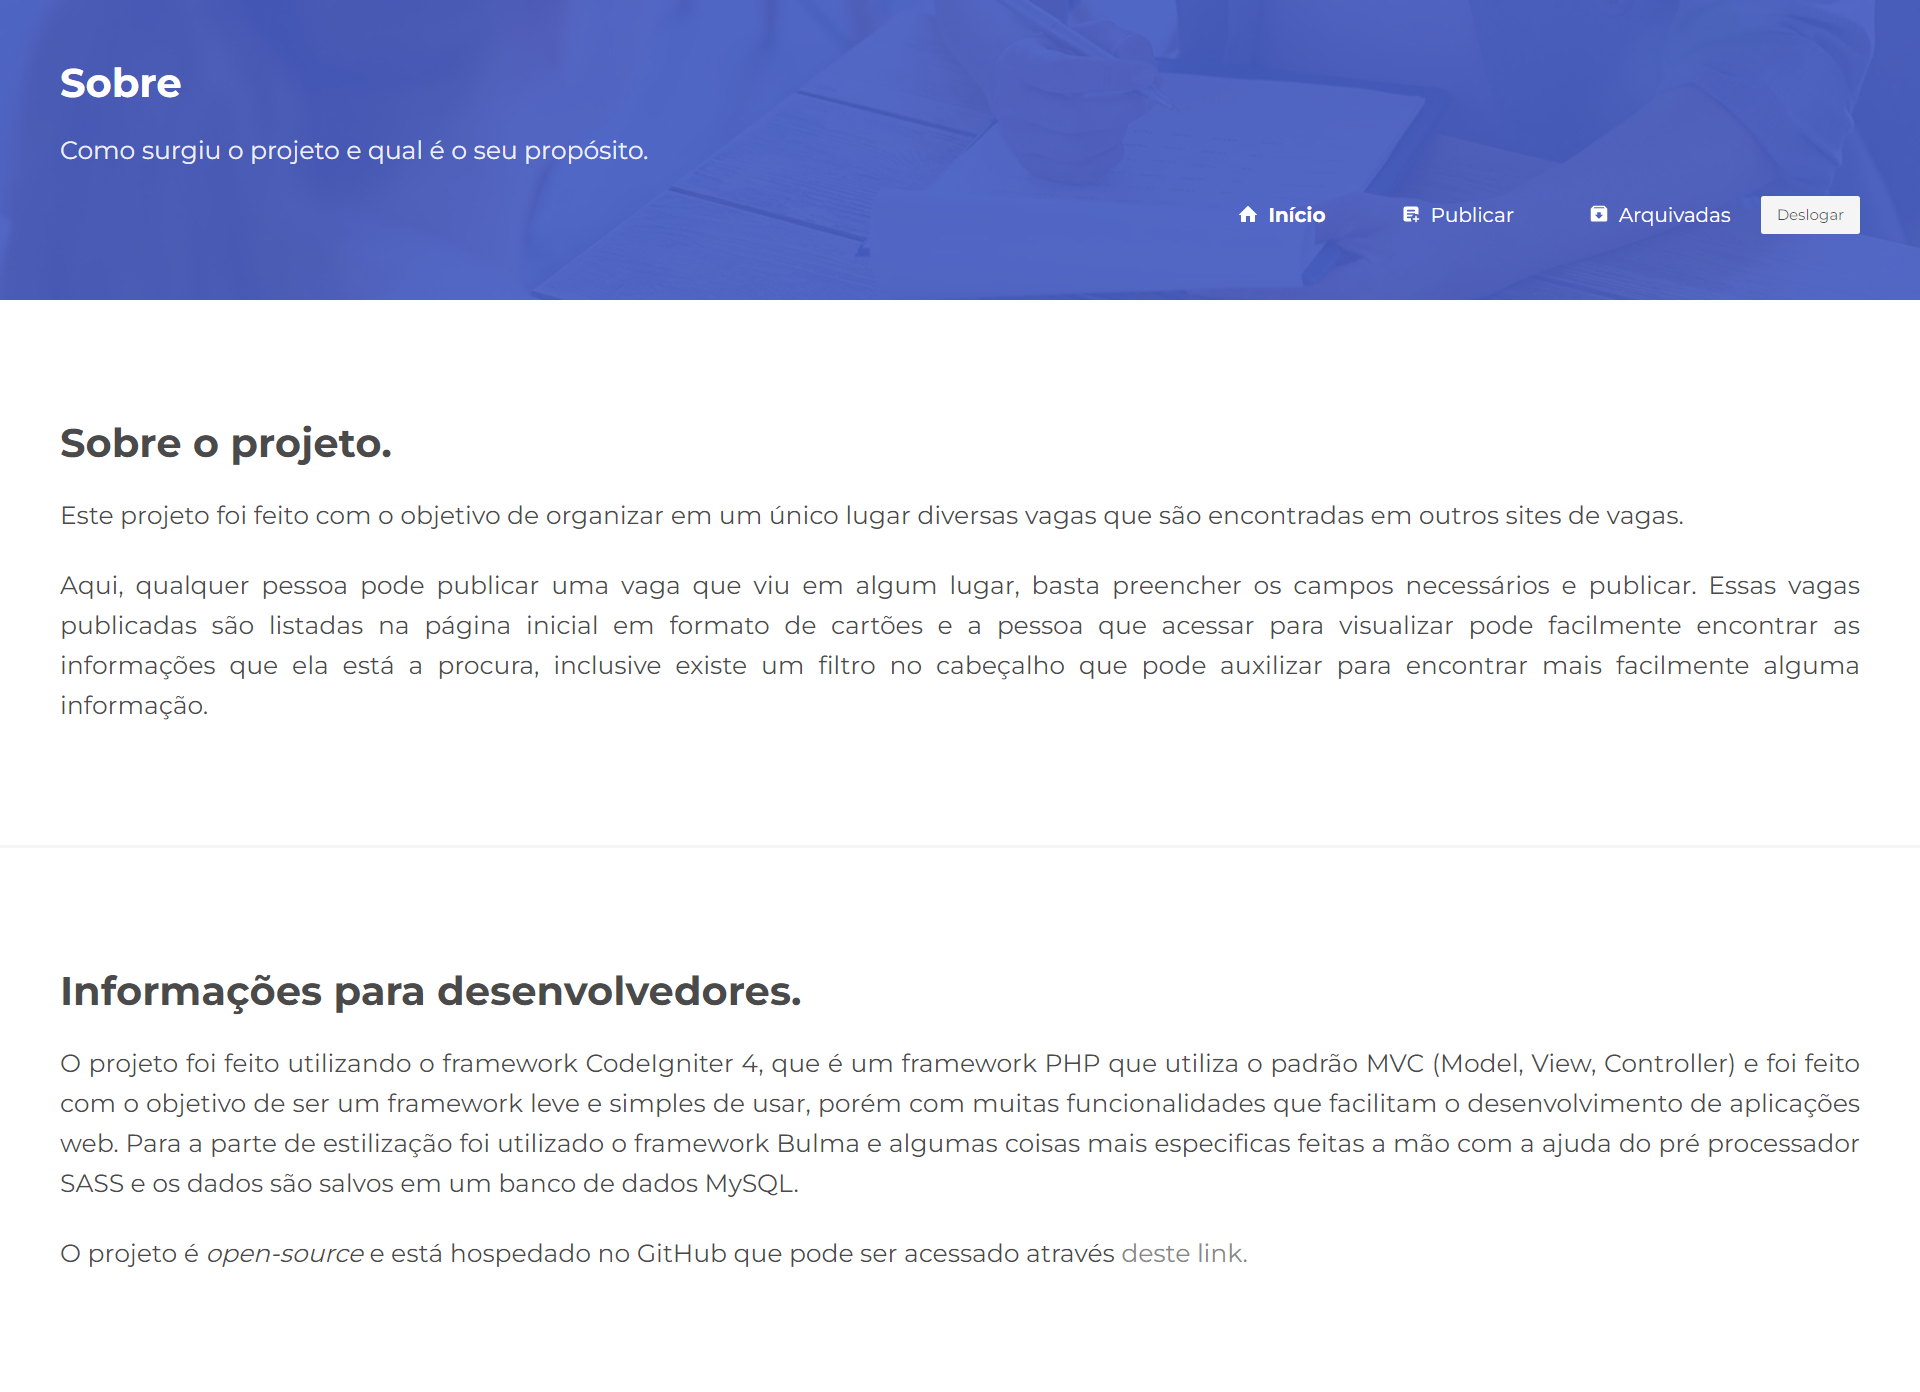 Sobre
Como surgiu o projeto e qual é o seu propósito.
Início Publicar Arquivadas Deslogar
Sobre o projeto.
Este projeto foi feito com o objetivo de organizar em um único lugar diversas vagas que são encontradas em outros sites de vagas.
Aqui, qualquer pessoa pode publicar uma vaga que viu em algum lugar, basta preencher os campos necessários e publicar. Essas vagas
publicadas são listadas na página inicial em formato de cartões e a pessoa que acessar para visualizar pode facilmente encontrar as
informações que ela está a procura, inclusive existe um filtro no cabeçalho que pode auxilizar para encontrar mais facilmente alguma
informação.
Informações para desenvolvedores.
O projeto foi feito utilizando o framework CodeIgniter 4, que é um framework PHP que utiliza o padrão MVC (Model, View, Controller) e foi feito
com o objetivo de ser um framework leve e simples de usar, porém com muitas funcionalidades que facilitam o desenvolvimento de aplicações
web. Para a parte de estilização foi utilizado o framework Bulma e algumas coisas mais especificas feitas a mão com a ajuda do pré processador
SASS e os dados são salvos em um banco de dados MySQL.
O projeto é open-source e está hospedado no GitHub que pode ser acessado através deste link.